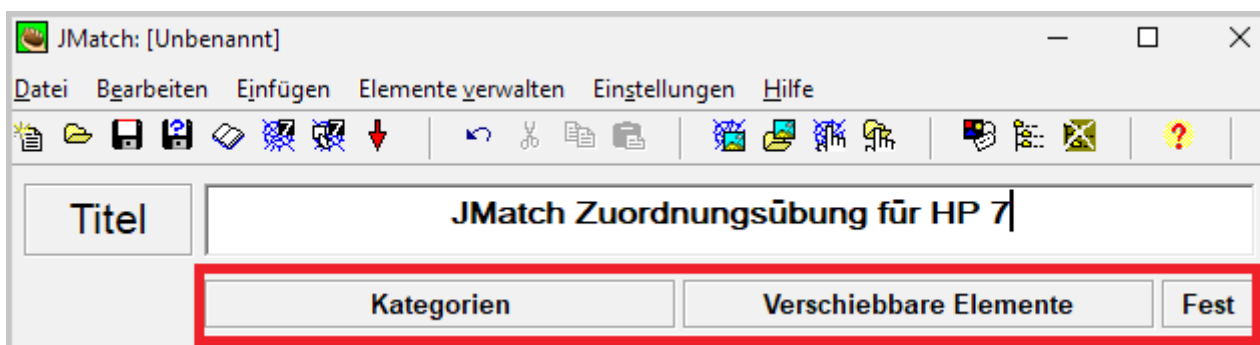 JMatch: [Unbenannt]
Datei Bearbeiten Einfügen Elemente verwalten Einstellungen Hilfe
Titel JMatch Zuordnungsübung für HP 7
Kategorien Verschiebbare Elemente Fest